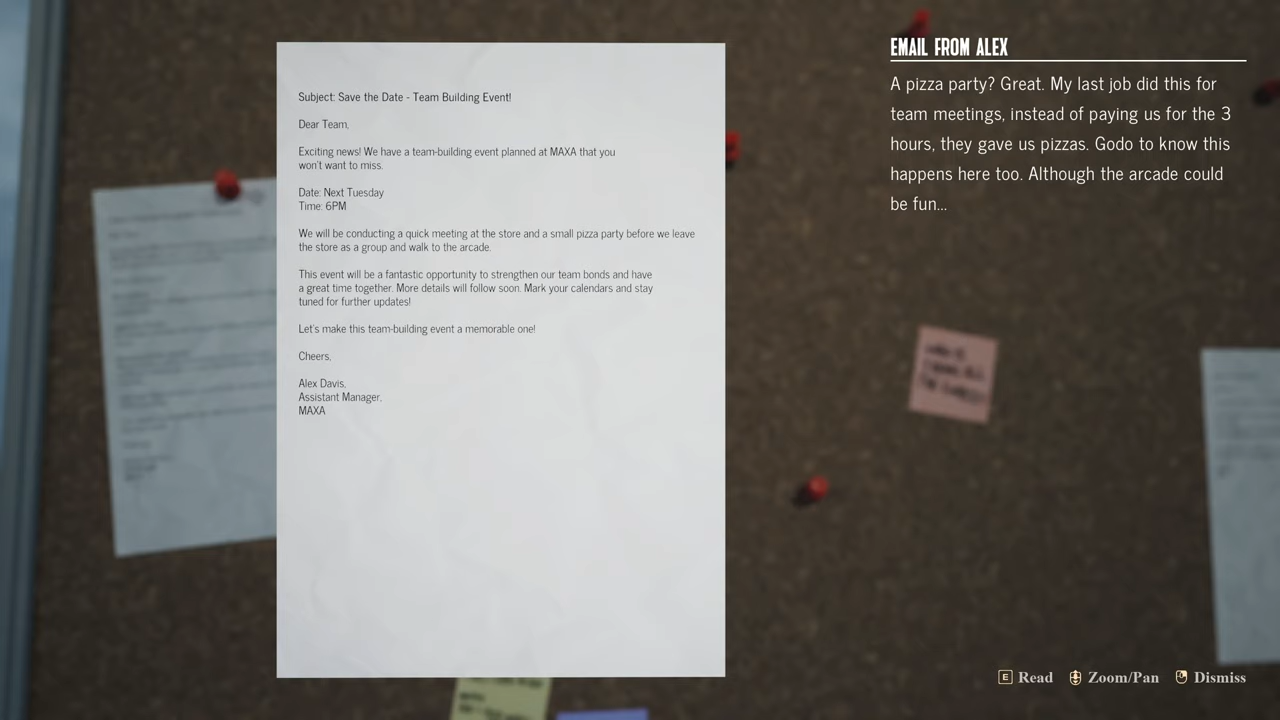 Subject: Save the Date - Team Building Event!
Dear Team,
Exciting news! We have a team-building event planned at MAXA that you
won't want to miss.
Date: Next Tuesday
Time: 6PM
We will be conducting a quick meeting at the store and a small pizza party before we leave
the store as a group and walk to the arcade.
This event will be a fantastic opportunity to strengthen our team bonds and have
a great time together. More details will follow soon. Mark your calendars and stay
tuned for further updates!
Let's make this team-building event a memorable one!
Cheers,
Alex Davis,
Assistant Manager,
MAXA
EMAIL FROM ALEX
A pizza party? Great. My last job did this for
team meetings, instead of paying us for the 3
hours, they gave us pizzas. Godo to know this
happens here too. Although the arcade could
be fun...
E Read
Zoom/Pan
Dismiss